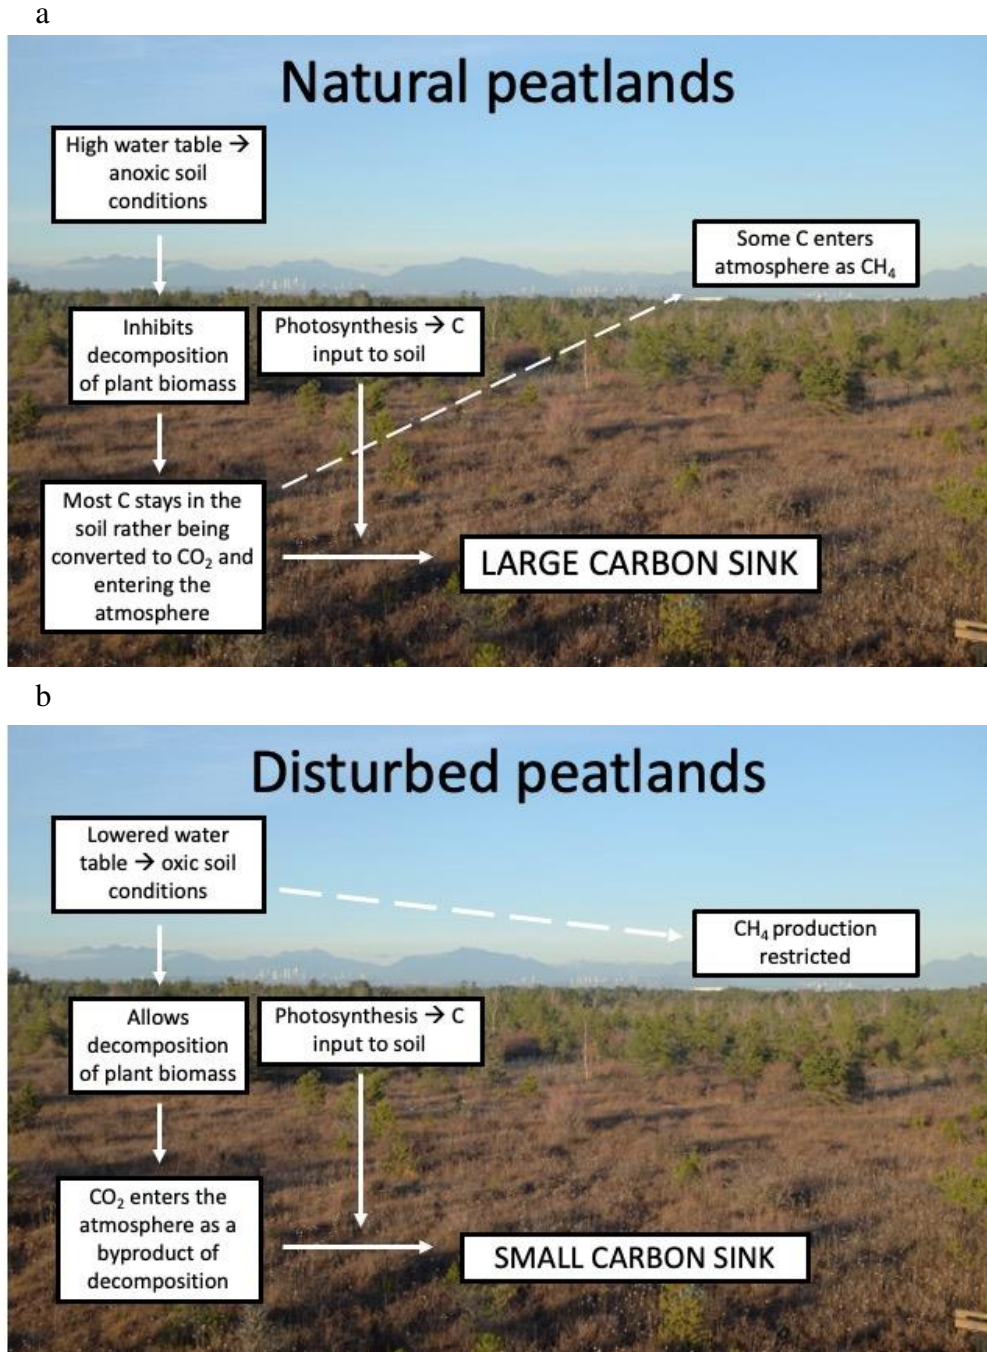 a
Natural peatlands
High water table →
anoxic soil
conditions
Some C enters
atmosphere as CH₄
Inhibits
decomposition
of plant biomass
Photosynthesis → C
input to soil
Most C stays in the
soil rather being
converted to CO₂ and
entering the
atmosphere
LARGE CARBON SINK
b
Disturbed peatlands
Lowered water
table → oxic soil
conditions
CH₄ production
restricted
Allows
decomposition
of plant biomass
Photosynthesis → C
input to soil
CO₂ enters the
atmosphere as a
byproduct of
decomposition
SMALL CARBON SINK